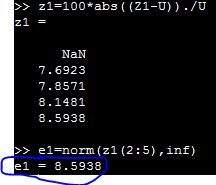 >> z1=100*abs((Z1-U))./U
z1 =
NaN
7.6923
7.8571
8.1481
8.5938
>> e1=norm(z1(2:5),inf)
e1 = 8.5938